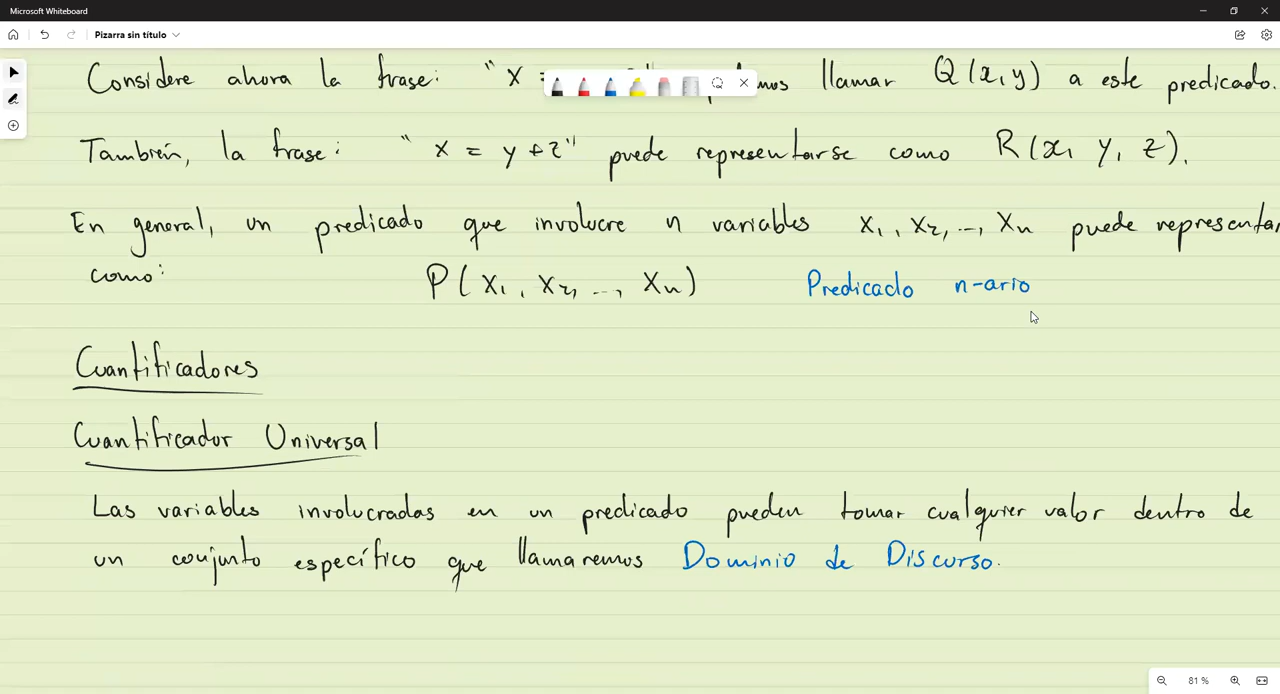 Microsoft Whiteboard
Pizarra sin título
Considere ahora la frase: "x = " llamar Q(x,y) a este predicado.
También, la frase: "x = y + z" puede representarse como R(x, y, z).
En general, un predicado que involucre n variables x₁, x₂, ..., xₙ puede representar
como: P(x₁, x₂, ..., xₙ) Predicado n-ario
Cuantificadores
Cuantificador Universal
Las variables involucradas en un predicado pueden tomar cualquier valor dentro de
un conjunto específico que llamaremos Dominio de Discurso.
81 %